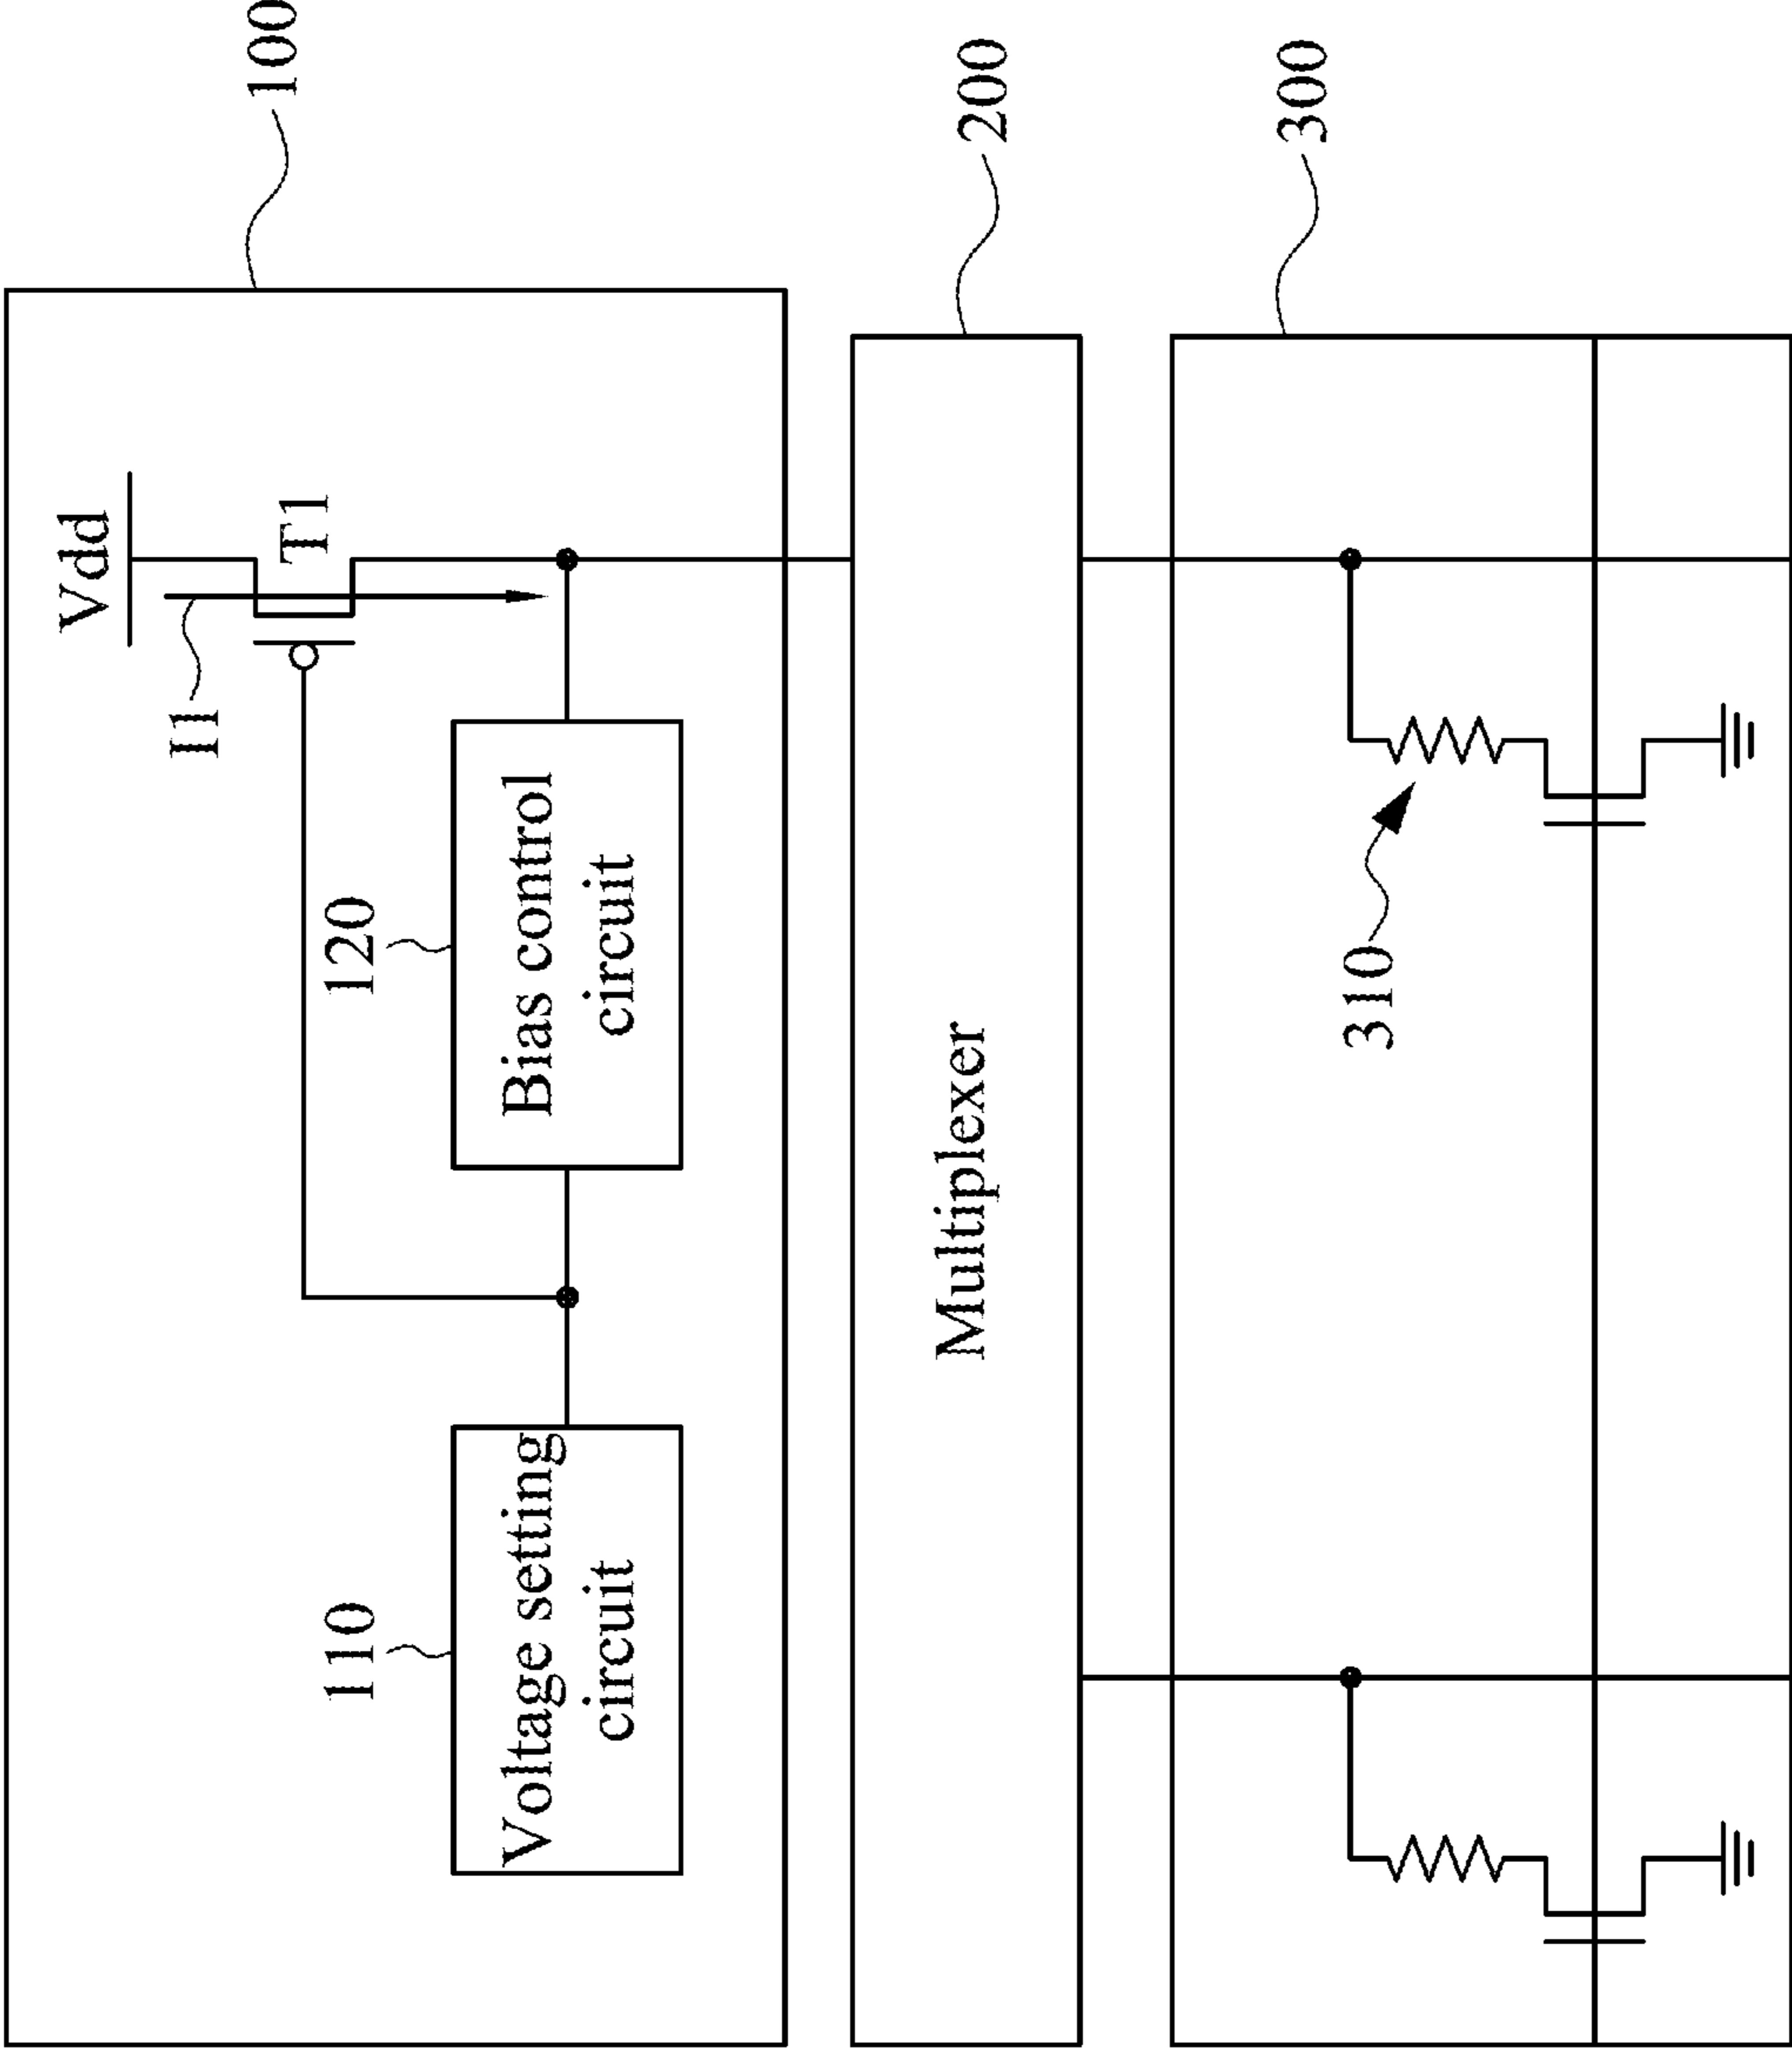 100
Vdd
T1
I1
120
Bias control
circuit
110
Voltage setting
circuit
200
Multiplexer
300
310